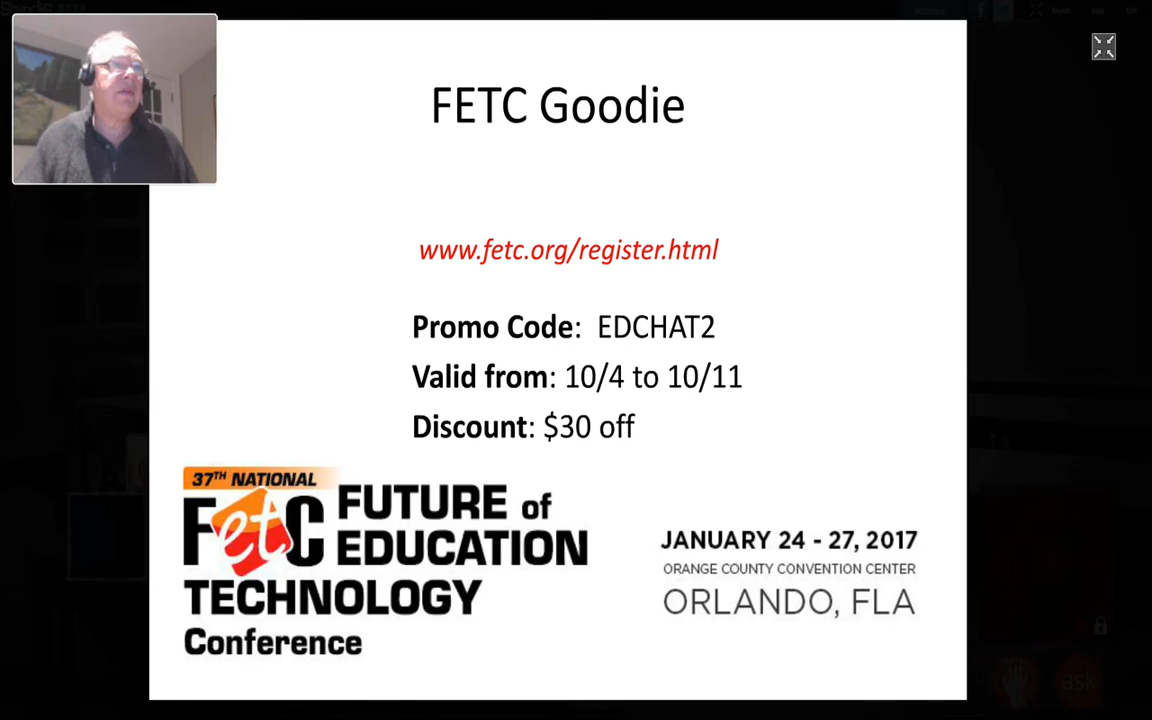 FETC Goodie
www.fetc.org/register.html
Promo Code: EDCHAT2
Valid from: 10/4 to 10/11
Discount: $30 off
37TH NATIONAL
FetC FUTURE of
EDUCATION
TECHNOLOGY
Conference
JANUARY 24 - 27, 2017
ORANGE COUNTY CONVENTION CENTER
ORLANDO, FLA
ask